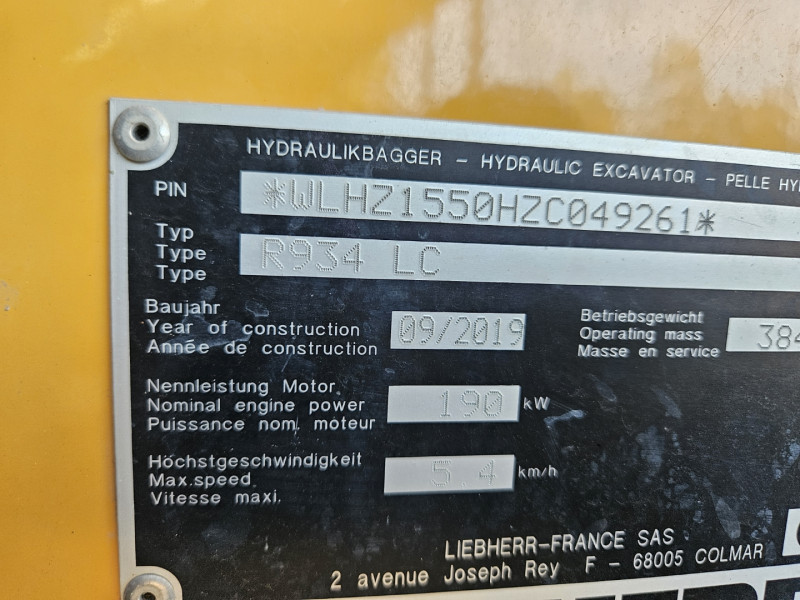 HYDRAULIKBAGGER - HYDRAULIC EXCAVATOR - PELLE
PIN *WLHZ1550HZC049261*
Typ
Type
Type
R934 LC
Baujahr
Year of construction
Année de construction
09/2019
Betriebsgewicht
Operating mass
Masse en service
384
Nennleistung Motor
Nominal engine power
Puissance nom. moteur
190 kW
Höchstgeschwindigkeit
Max.speed
Vitesse maxi.
5.4 km/h
LIEBHERR-FRANCE SAS
2 avenue Joseph Rey F - 68005 COLMAR